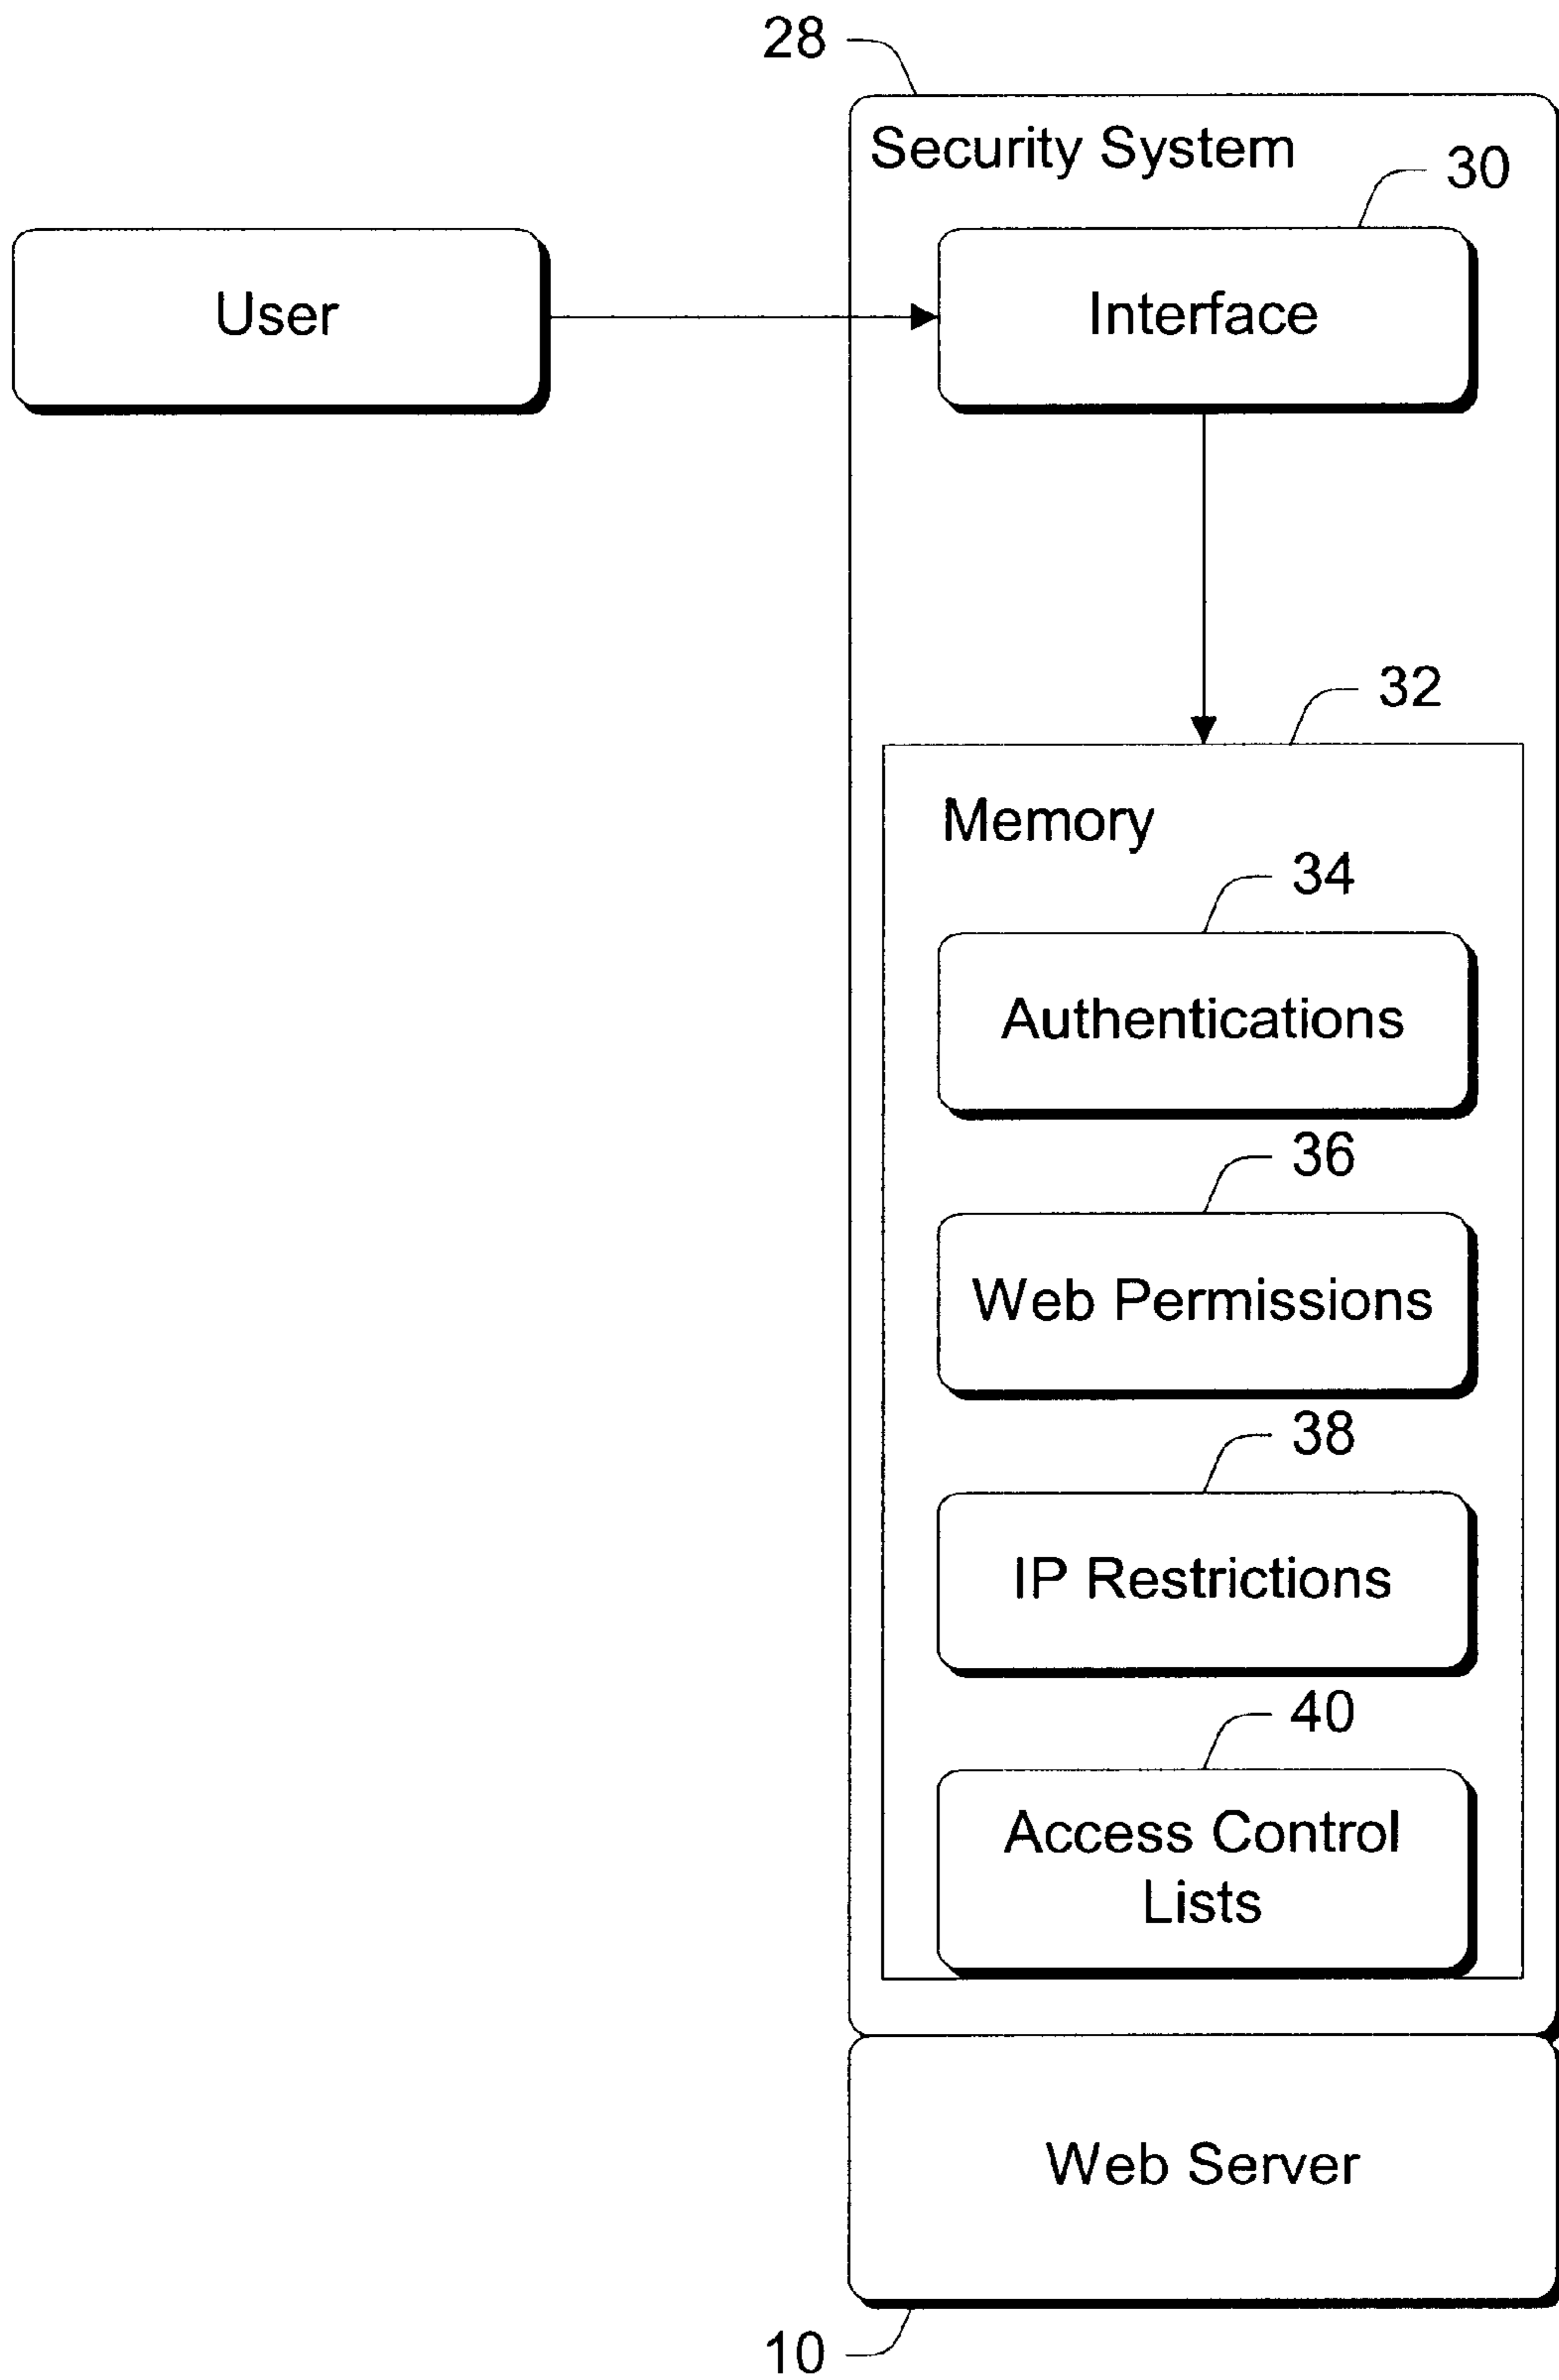 28
Security System
30
User
Interface
32
Memory
34
Authentications
36
Web Permissions
38
IP Restrictions
40
Access Control
Lists
Web Server
10